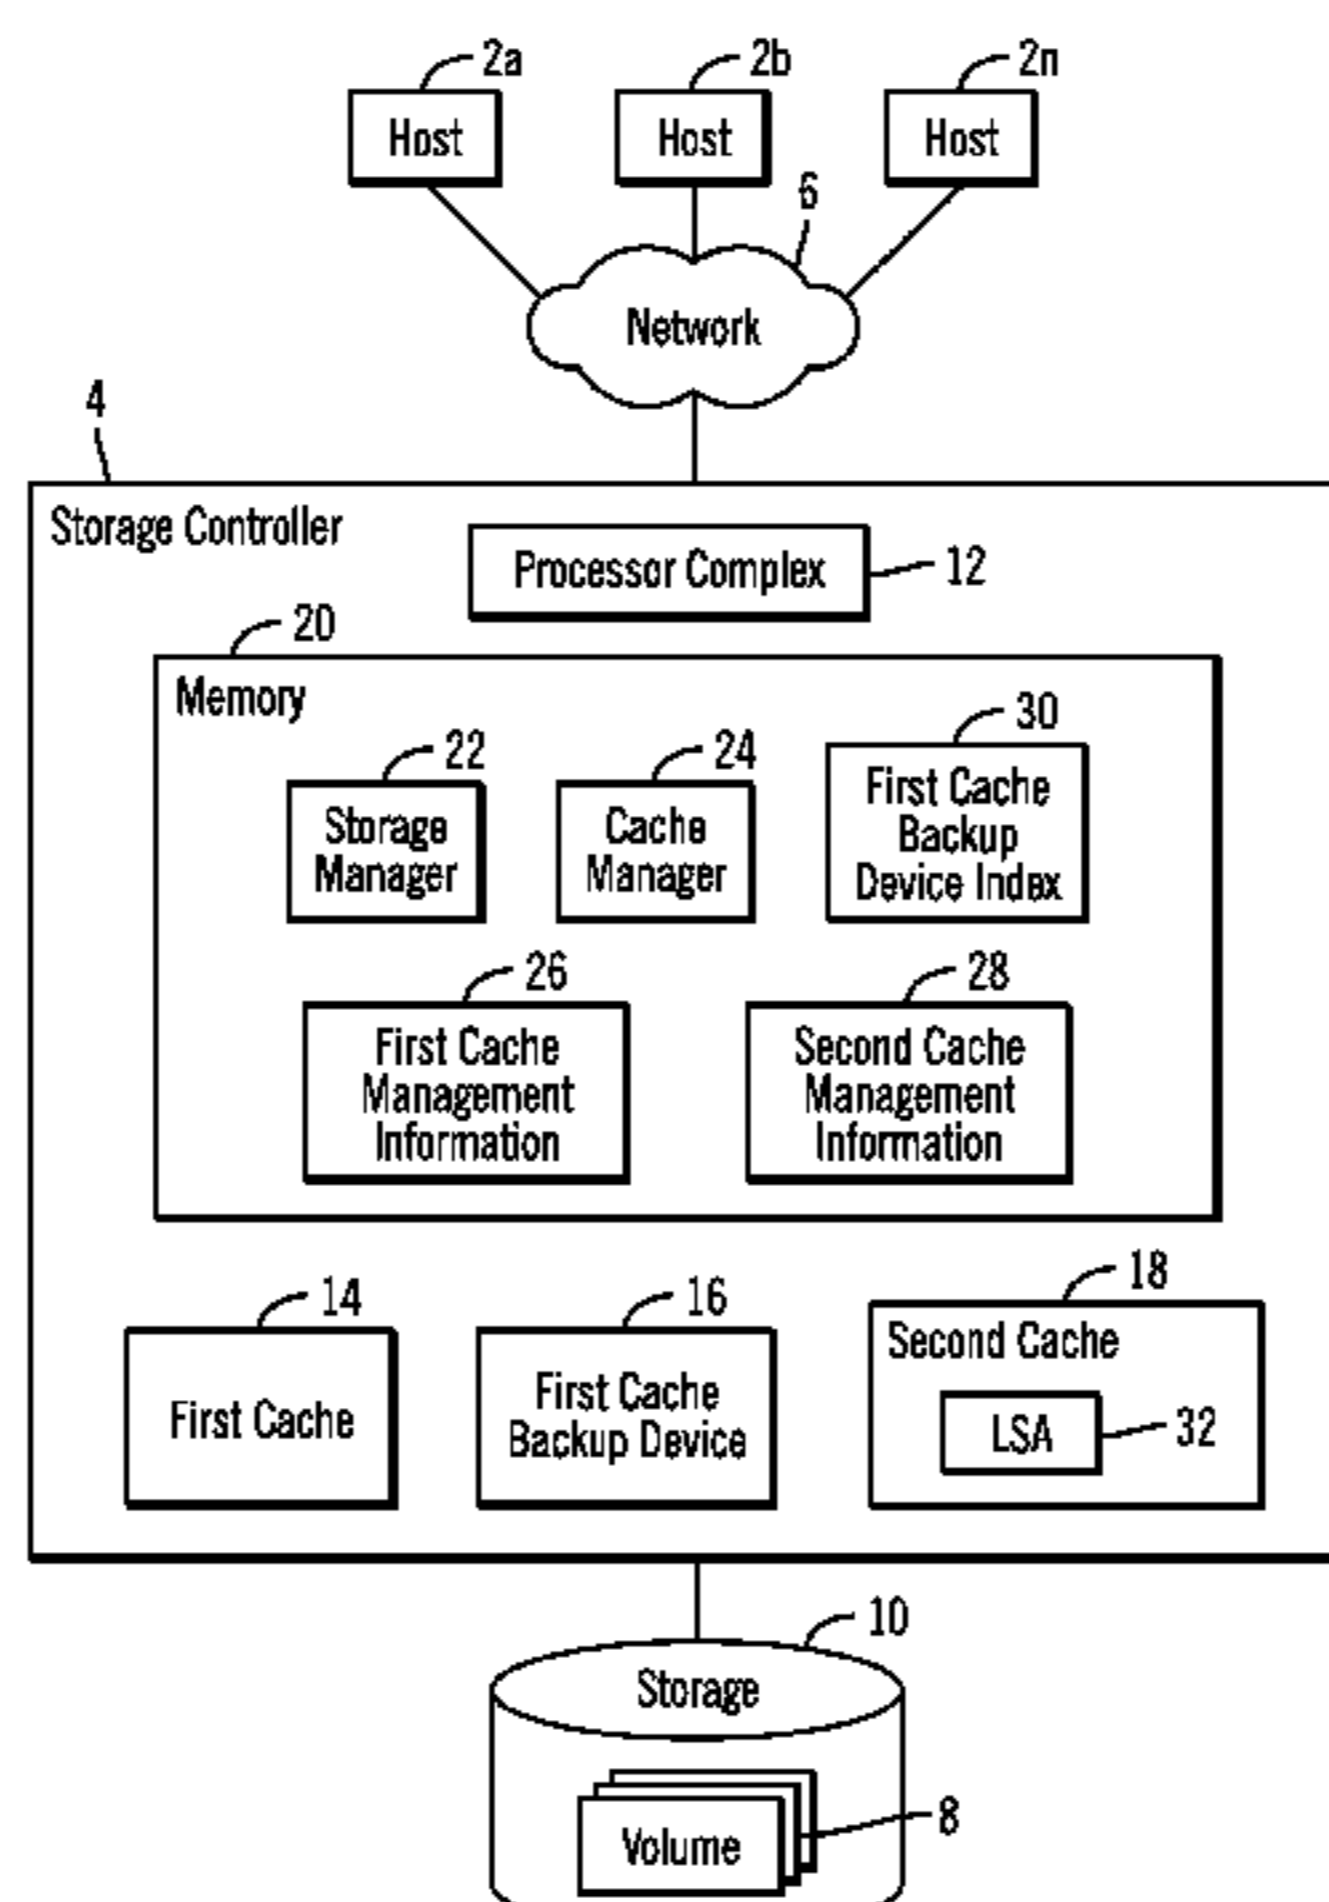 2a
2b
2n
Host
Host
Host
6
Network
4
Storage Controller
Processor Complex
12
20
Memory
22
24
30
Storage
Manager
Cache
Manager
First Cache
Backup
Device Index
26
28
First Cache
Management
Information
Second Cache
Management
Information
14
16
18
First Cache
First Cache
Backup Device
Second Cache
LSA
32
10
Storage
Volume
8